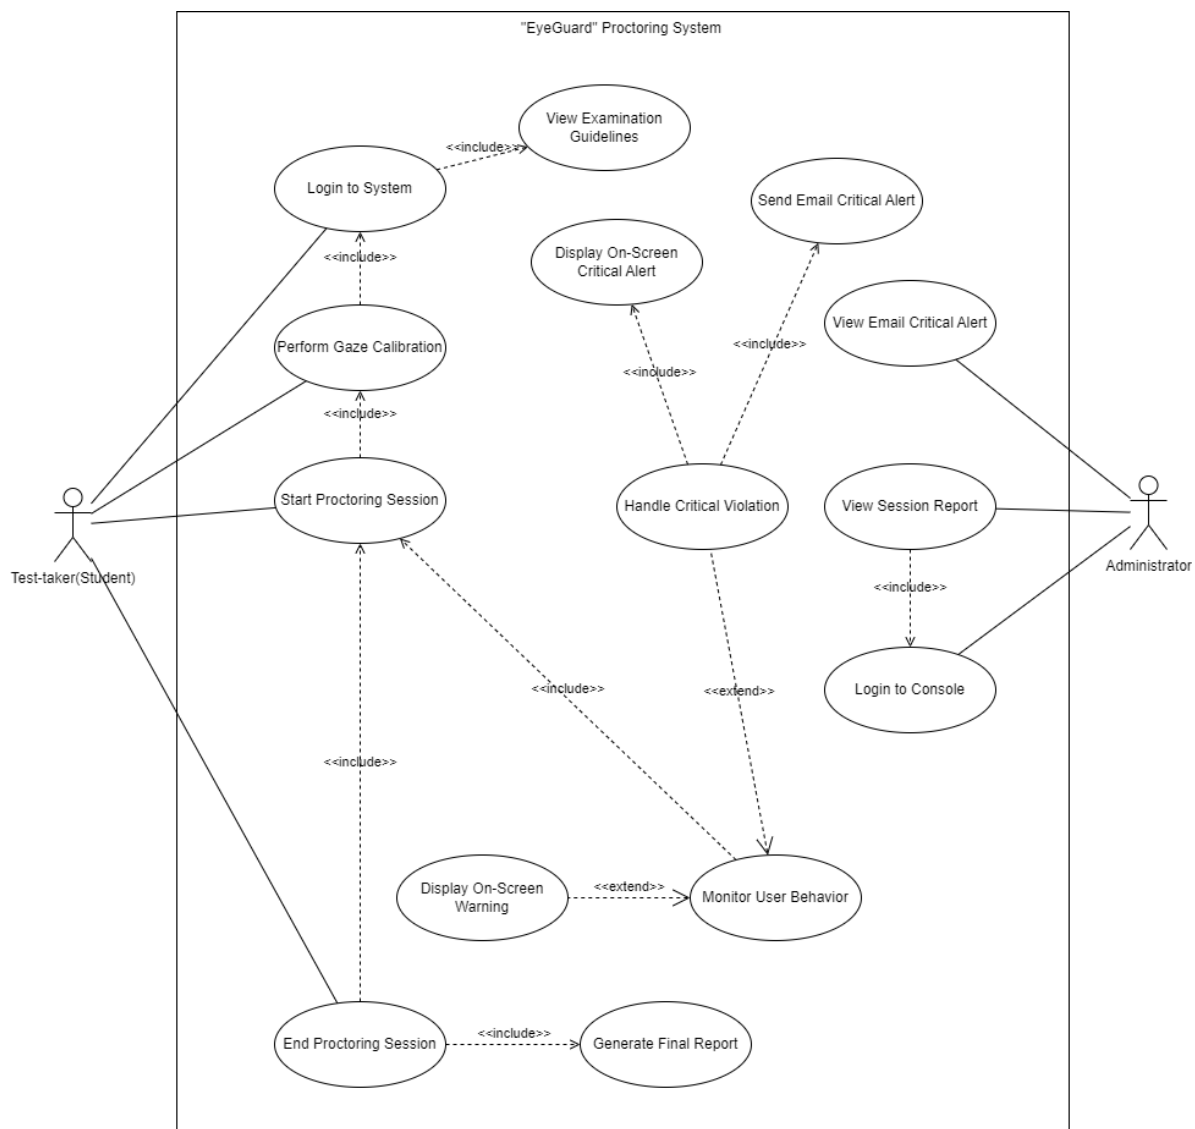 "EyeGuard" Proctoring System
View Examination
Guidelines
<<include>>
Login to System
Send Email Critical Alert
Display On-Screen
Critical Alert
<<include>>
View Email Critical Alert
Perform Gaze Calibration
<<include>>
<<include>>
<<include>>
Start Proctoring Session
Handle Critical Violation
View Session Report
Test-taker(Student)
Administrator
<<include>>
<<include>>
<<extend>>
Login to Console
<<include>>
Display On-Screen
Warning
<<extend>>
Monitor User Behavior
End Proctoring Session
<<include>>
Generate Final Report